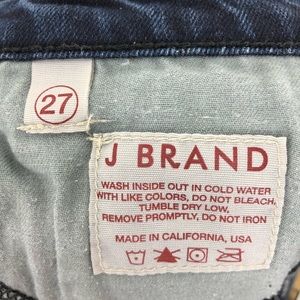 27
J BRAND
WASH INSIDE OUT IN COLD WATER
WITH LIKE COLORS, DO NOT BLEACH,
TUMBLE DRY LOW,
REMOVE PROMPTLY, DO NOT IRON
MADE IN CALIFORNIA, USA